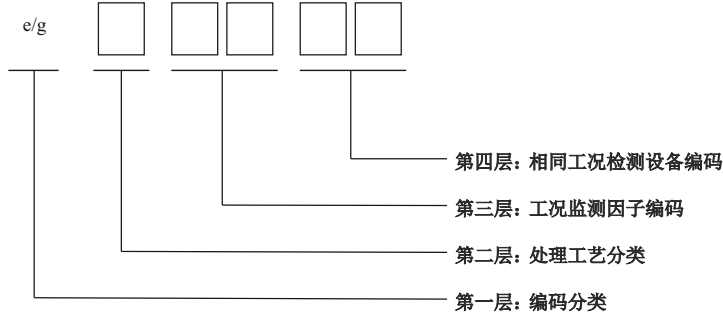 e/g
第四层：相同工况检测设备编码
第三层：工况监测因子编码
第二层：处理工艺分类
第一层：编码分类